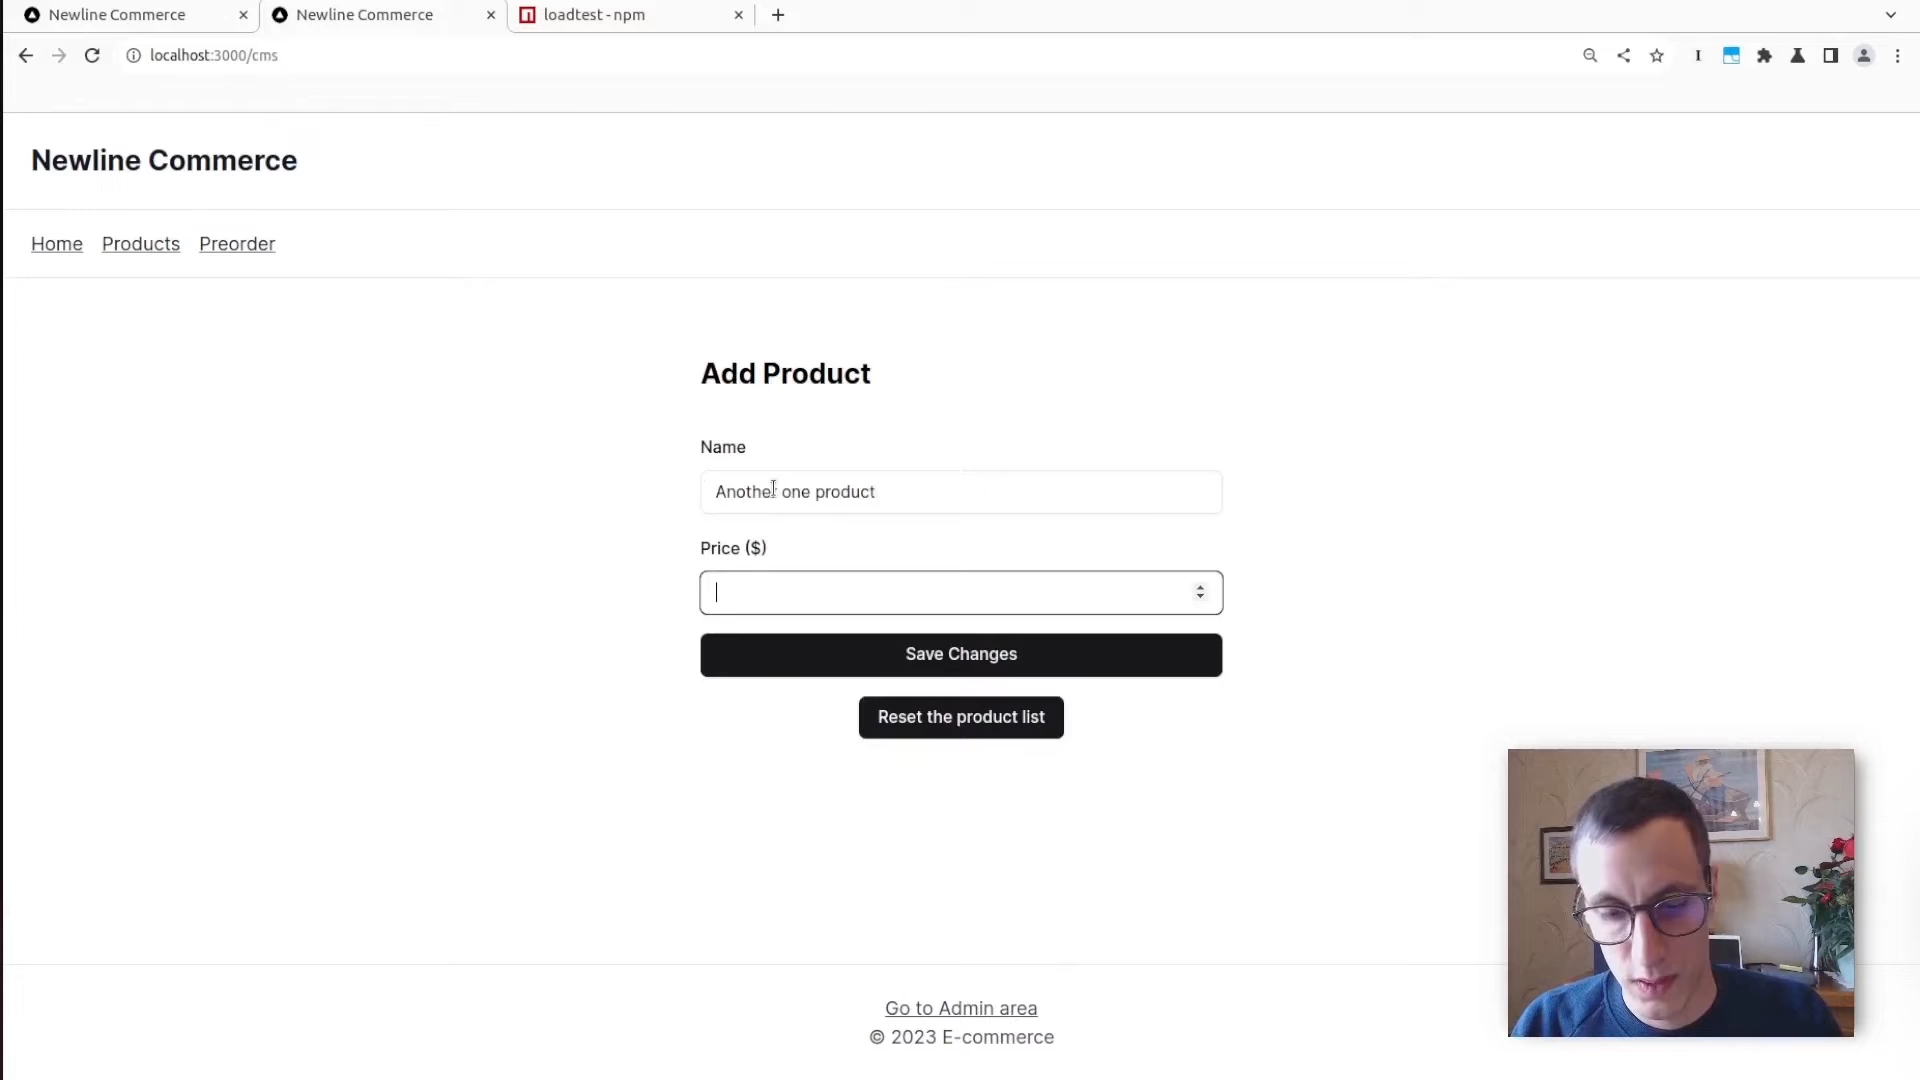 Newline Commerce
Newline Commerce
loadtest - npm
localhost:3000/cms
Newline Commerce
Home Products Preorder
Add Product
Name
Another one product
Price ($)
Save Changes
Reset the product list
Go to Admin area
© 2023 E-commerce